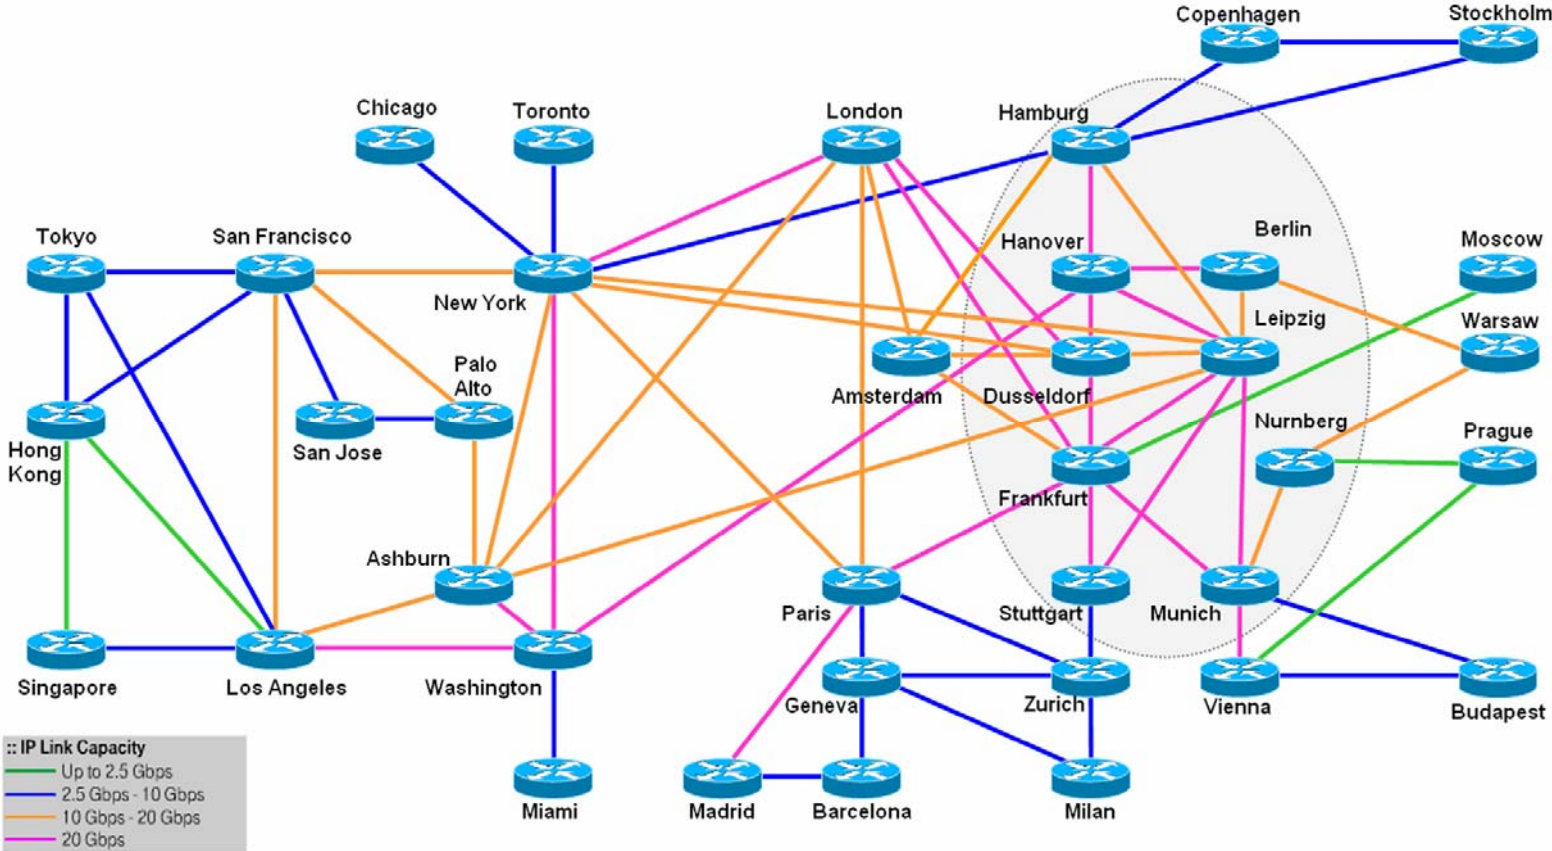 Copenhagen
Stockholm
Chicago
Toronto
London
Hamburg
Tokyo
San Francisco
Hanover
Berlin
Moscow
New York
Leipzig
Warsaw
Palo
Alto
Amsterdam
Dusseldorf
Nurnberg
Prague
Hong
Kong
San Jose
Frankfurt
Ashburn
Paris
Stuttgart
Munich
Singapore
Los Angeles
Washington
Geneva
Zurich
Vienna
Budapest
:: IP Link Capacity
Up to 2.5 Gbps
2.5 Gbps - 10 Gbps
10 Gbps - 20 Gbps
20 Gbps
Miami
Madrid
Barcelona
Milan